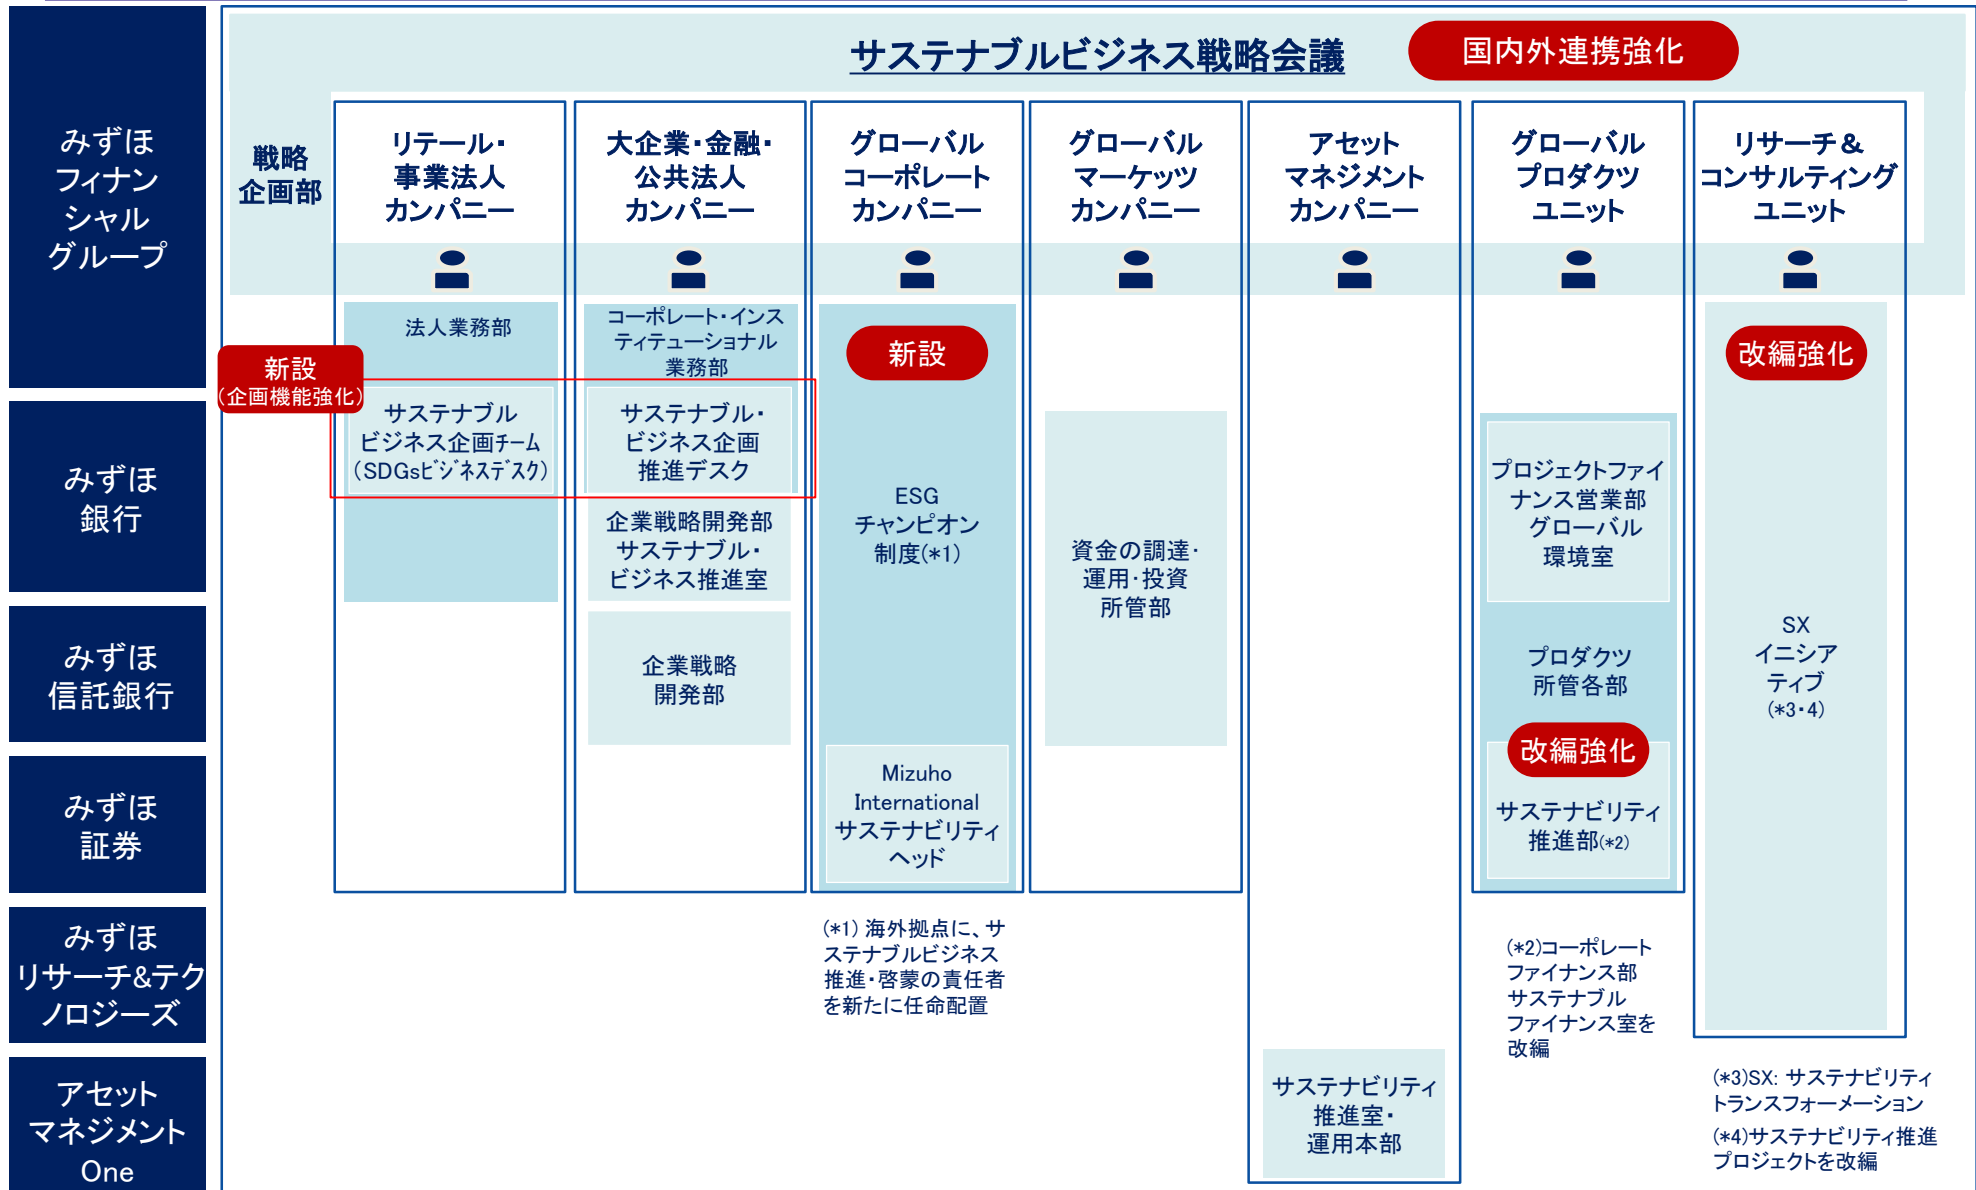 サステナブルビジネス戦略会議
国内外連携強化
みずほ
フィナン
シャル
グループ
戦略
企画部
リテール・
事業法人
カンパニー
大企業・金融・
公共法人
カンパニー
グローバル
コーポレート
カンパニー
グローバル
マーケッツ
カンパニー
アセット
マネジメント
カンパニー
グローバル
プロダクツ
ユニット
リサーチ＆
コンサルティング
ユニット
法人業務部
コーポレート・インス
ティテューショナル
業務部
新設
改編強化
新設
（企画機能強化）
みずほ
銀行
サステナブル
ビジネス企画チーム
（SDGsﾋﾞｼﾞﾈｽﾃﾞｽｸ）
サステナブル・
ビジネス企画
推進デスク
企業戦略開発部
サステナブル・
ビジネス推進室
ESG
チャンピオン
制度(*1)
資金の調達・
運用・投資
所管部
プロジェクトファイ
ナンス営業部
グローバル
環境室
みずほ
信託銀行
企業戦略
開発部
プロダクツ
所管各部
SX
イニシア
ティブ
(*3・4)
みずほ
証券
Mizuho
International
サステナビリティ
ヘッド
改編強化
サステナビリティ
推進部(*2)
みずほ
リサーチ&テク
ノロジーズ
(*1) 海外拠点に、サ
ステナブルビジネス
推進・啓蒙の責任者
を新たに任命配置
(*2)コーポレート
ファイナンス部
サステナブル
ファイナンス室を
改編
アセット
マネジメント
One
サステナビリティ
推進室・
運用本部
(*3)SX: サステナビリティ
トランスフォーメーション
(*4)サステナビリティ推進
プロジェクトを改編